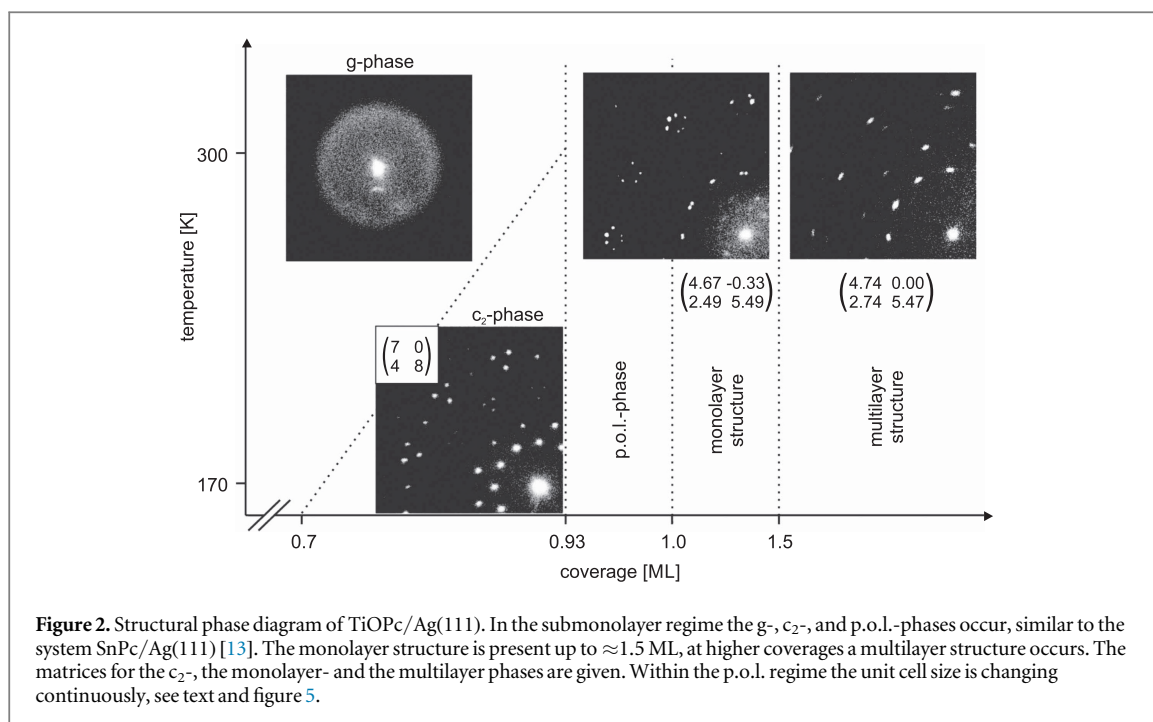 g-phase
300
temperature [K]
170
c₂-phase
(7 0
4 8)
(4.67 -0.33
2.49 5.49)
(4.74 0.00
2.74 5.47)
p.o.l.-phase
monolayer
structure
multilayer
structure
0.7 0.93 1.0 1.5
coverage [ML]
Figure 2. Structural phase diagram of TiOPc/Ag(111). In the submonolayer regime the g-, c₂-, and p.o.l.-phases occur, similar to the
system SnPc/Ag(111) [13]. The monolayer structure is present up to ≈1.5 ML, at higher coverages a multilayer structure occurs. The
matrices for the c₂-, the monolayer- and the multilayer phases are given. Within the p.o.l. regime the unit cell size is changing
continuously, see text and figure 5.